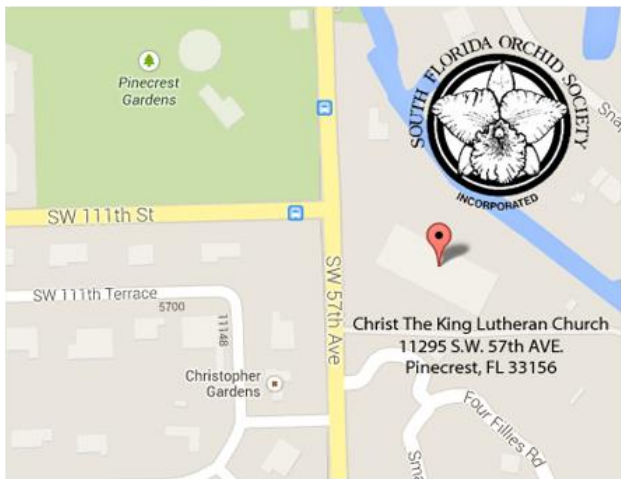 Pinecrest
Gardens
SOUTH FLORIDA ORCHID SOCIETY
INCORPORATED
SW 111th St
SW 57th Ave
SW 111th Terrace
5700
11148
Christopher
Gardens
Christ The King Lutheran Church
11295 S.W. 57th AVE.
Pinecrest, FL 33156
Four Fillies Rd